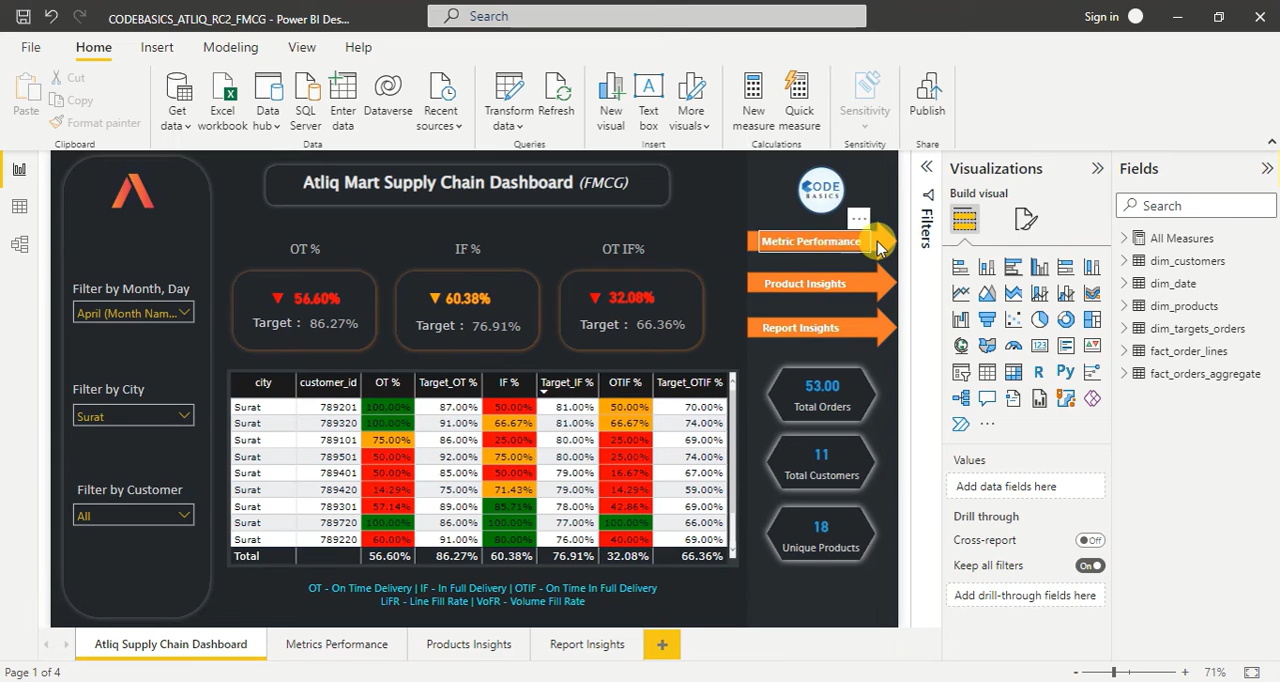 CODEBASICS_ATLIQ_RC2_FMCG - Power BI Des...
Search
Sign in
File
Home
Insert
Modeling
View
Help
Paste
Cut
Copy
Format painter
Clipboard
Get data
Excel workbook
Data hub
SQL Server
Enter data
Dataverse
Recent sources
Data
Transform data
Refresh
Queries
New visual
Text box
More visuals
Insert
New measure
Quick measure
Calculations
Sensitivity
Sensitivity
Publish
Share
Atliq Mart Supply Chain Dashboard (FMCG)
CODE
BASICS
Filter by Month, Day
April (Month Nam...
Filter by City
Surat
Filter by Customer
All
OT %
IF %
OT IF%
56.60%
Target : 86.27%
60.38%
Target : 76.91%
32.08%
Target : 66.36%
Metric Performance
Product Insights
Report Insights
53.00
Total Orders
11
Total Customers
18
Unique Products
city customer_id OT % Target_OT % IF % Target_IF % OTIF % Target_OTIF %
Surat 789201 100.00% 87.00% 50.00% 81.00% 50.00% 70.00%
Surat 789320 100.00% 91.00% 66.67% 81.00% 66.67% 74.00%
Surat 789101 75.00% 86.00% 25.00% 80.00% 25.00% 69.00%
Surat 789501 50.00% 92.00% 75.00% 80.00% 25.00% 74.00%
Surat 789401 50.00% 85.00% 50.00% 79.00% 16.67% 67.00%
Surat 789420 14.29% 75.00% 71.43% 79.00% 14.29% 59.00%
Surat 789301 57.14% 89.00% 85.71% 78.00% 42.86% 69.00%
Surat 789720 100.00% 86.00% 100.00% 77.00% 100.00% 66.00%
Surat 789220 60.00% 91.00% 80.00% 76.00% 40.00% 69.00%
Total 56.60% 86.27% 60.38% 76.91% 32.08% 66.36%
OT - On Time Delivery | IF - In Full Delivery | OTIF - On Time In Full Delivery
LiFR - Line Fill Rate | VoFR - Volume Fill Rate
Filters
Visualizations
Build visual
R
Py
123
Values
Add data fields here
Drill through
Cross-report
Off
Keep all filters
On
Add drill-through fields here
Fields
Search
All Measures
dim_customers
dim_date
dim_products
dim_targets_orders
fact_order_lines
fact_orders_aggregate
Atliq Supply Chain Dashboard
Metrics Performance
Products Insights
Report Insights
Page 1 of 4
71%